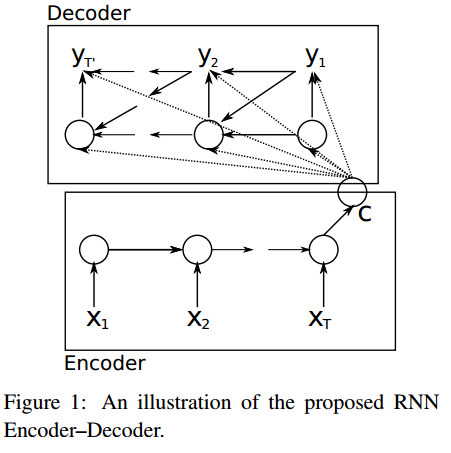 Decoder
yT' y2 y1
c
x1 x2 xT
Encoder
Figure 1: An illustration of the proposed RNN
Encoder–Decoder.